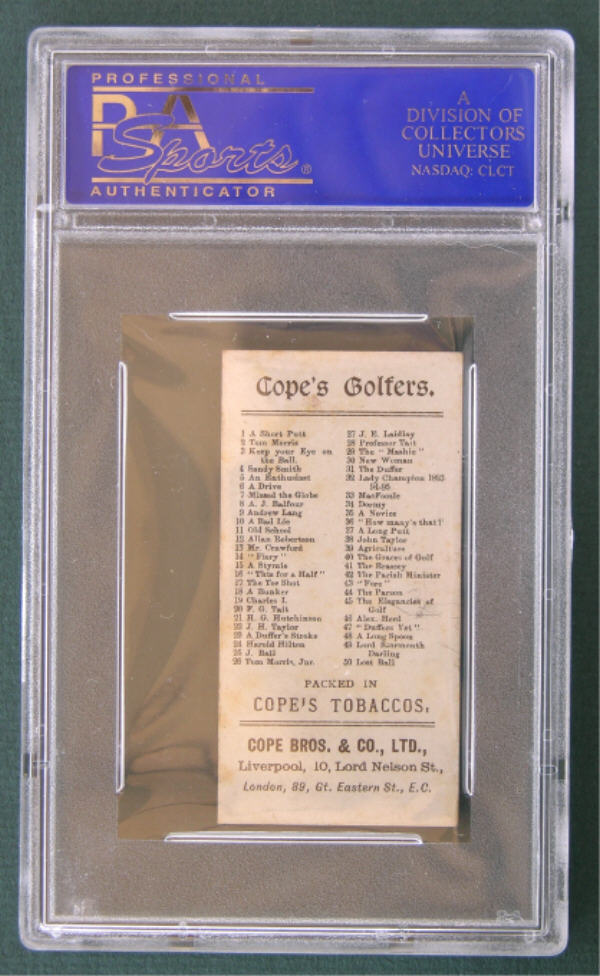 PROFESSIONAL
PSA
Sports®
AUTHENTICATOR
A
DIVISION OF
COLLECTORS
UNIVERSE
NASDAQ: CLCT
Cope's Golfers.
1 A Short Putt
2 Tom Morris
3 Keep your Eye on
the Ball.
4 Sandy Smith
5 An Enthusiast
6 A Drive
7 Missed the Globe
8 A. J. Balfour
9 Andrew Lang
10 A Bad Lie
11 Old School
12 Allan Robertson
13 Mr. Crawford
14 "Fiery"
15 A Stymie
16 "This for a Half"
17 The Tee Shot
18 A Bunker
19 Charles I.
20 F. G. Tait
21 H. G. Hutchinson
22 J. H. Taylor
23 A Duffer's Stroke
24 Harold Hilton
25 J. Ball
26 Tom Morris, Jur.
27 J. E. Laidlay
28 Professor Tait
29 The "Mashie"
30 New Woman
31 The Duffer
32 Lady Champion 1893
94-95
33 MacFoozle
34 Dormy
35 A Novice
36 "How many's that?"
37 A Long Putt
38 John Taylor
39 Agriculture
40 The Graces of Golf
41 The Brassey
42 The Parish Minister
43 "Fore"
44 The Parson
45 The Elegancies of
Golf
46 Alex. Herd
47 "Duffers Yet"
48 A Long Spoon
49 Lord Stormonth
Darling
50 Lost Ball
PACKED IN
COPE'S TOBACCOS,
COPE BROS. & CO., LTD.,
Liverpool, 10, Lord Nelson St.,
London, 89, Gt. Eastern St., E.C.
PSA